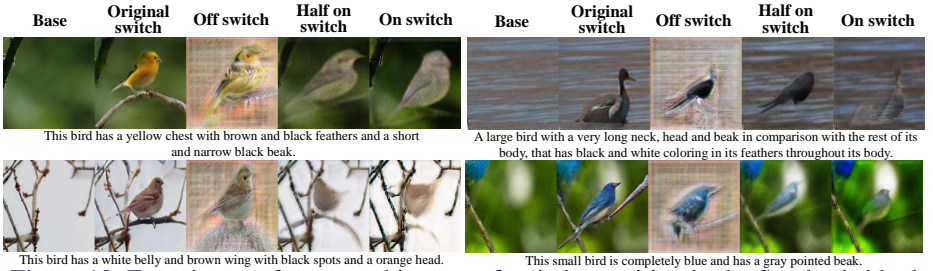 Base Original switch Off switch Half on switch On switch
Base Original switch Off switch Half on switch On switch
This bird has a yellow chest with brown and black feathers and a short
and narrow black beak.
A large bird with a very long neck, head and beak in comparison with the rest of its
body, that has black and white coloring in its feathers throughout its body.
This bird has a white belly and brown wing with black spots and a orange head.
This small bird is completely blue and has a gray pointed beak.